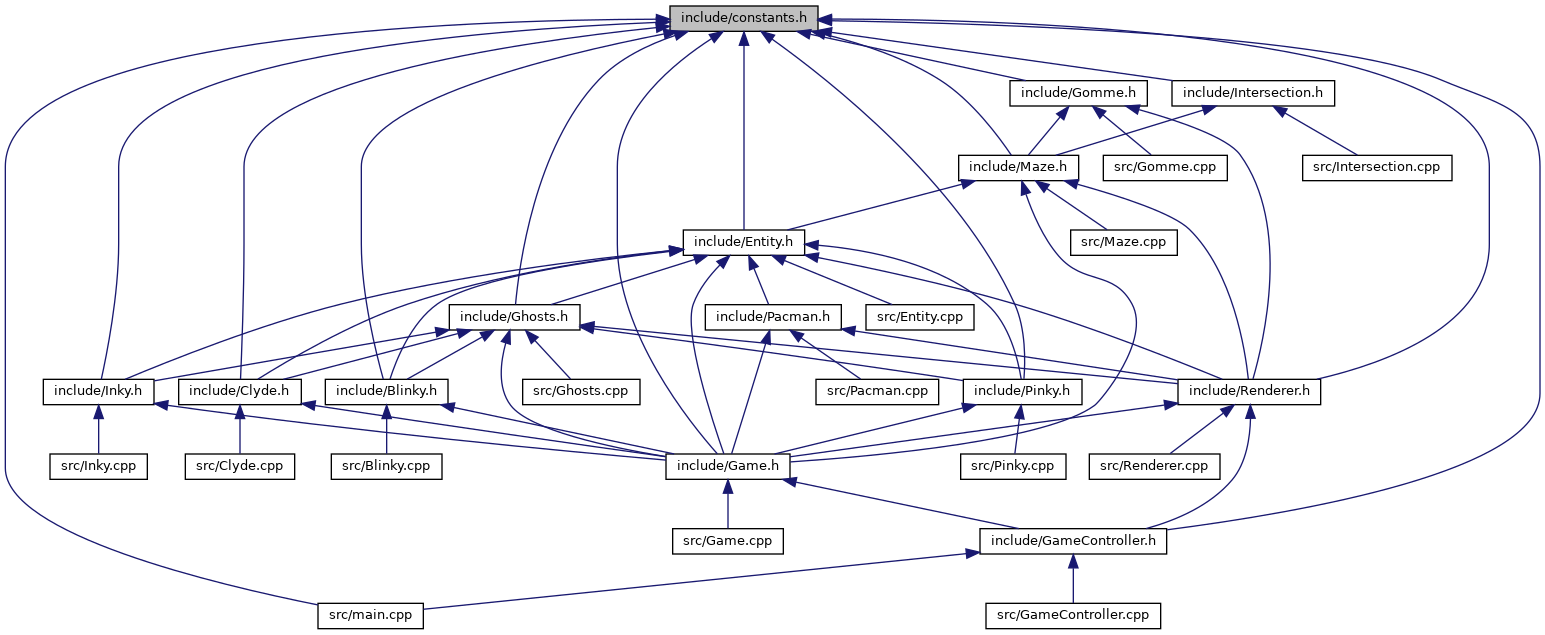 include/constants.h
include/Gomme.h
include/Intersection.h
include/Maze.h
src/Gomme.cpp
src/Intersection.cpp
include/Entity.h
src/Maze.cpp
include/Ghosts.h
include/Pacman.h
src/Entity.cpp
include/Inky.h
include/Clyde.h
include/Blinky.h
src/Ghosts.cpp
src/Pacman.cpp
include/Pinky.h
include/Renderer.h
src/Inky.cpp
src/Clyde.cpp
src/Blinky.cpp
include/Game.h
src/Pinky.cpp
src/Renderer.cpp
src/Game.cpp
include/GameController.h
src/main.cpp
src/GameController.cpp